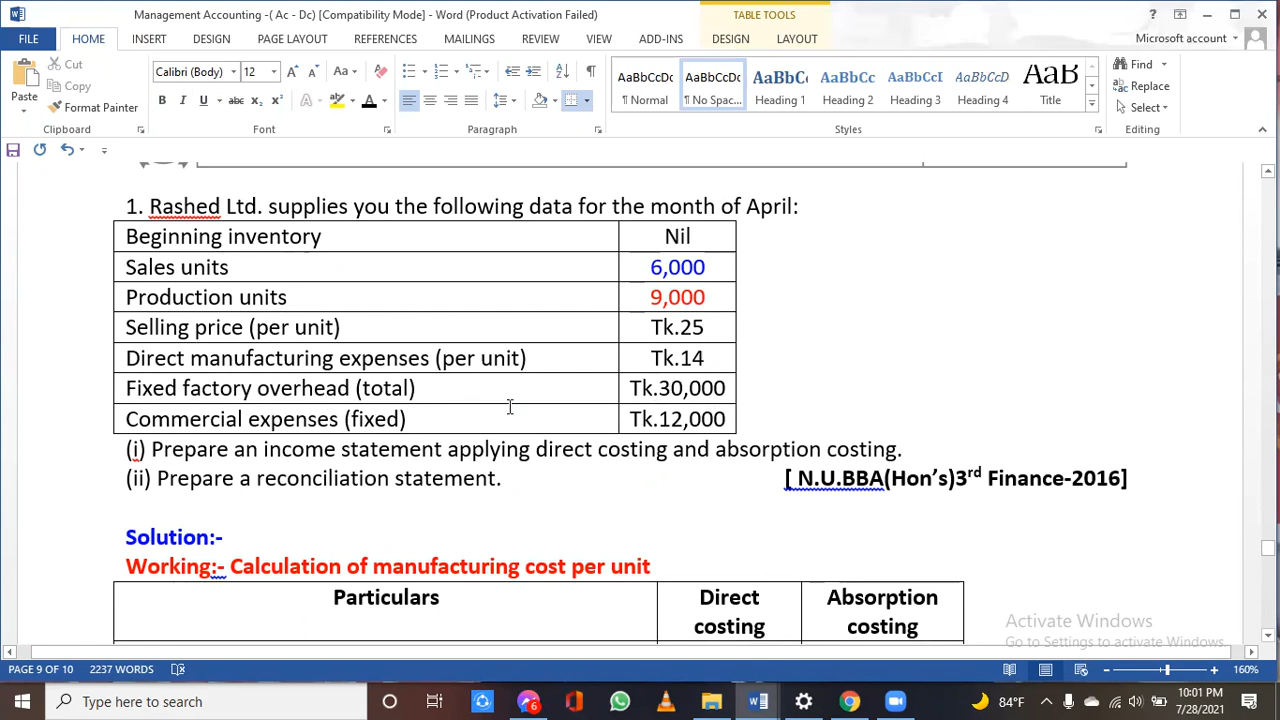 Management Accounting -( Ac - Dc) [Compatibility Mode] - Word (Product Activation Failed)
TABLE TOOLS
FILE HOME INSERT DESIGN PAGE LAYOUT REFERENCES MAILINGS REVIEW VIEW ADD-INS DESIGN LAYOUT Microsoft account
Cut
Copy
Format Painter
Paste
Calibri (Body) 12
AaBbCcDc AaBbCcDc AaBbCc AaBbCcC AaBbCcI AaBbCcD AaB
¶ Normal ¶ No Spac... Heading 1 Heading 2 Heading 3 Heading 4 Title
Find
Replace
Select
Clipboard Font Paragraph Styles Editing
1. Rashed Ltd. supplies you the following data for the month of April:
Beginning inventory Nil
Sales units 6,000
Production units 9,000
Selling price (per unit) Tk.25
Direct manufacturing expenses (per unit) Tk.14
Fixed factory overhead (total) Tk.30,000
Commercial expenses (fixed) Tk.12,000
(i) Prepare an income statement applying direct costing and absorption costing.
(ii) Prepare a reconciliation statement. [ N.U.BBA(Hon’s)3rd Finance-2016]
Solution:-
Working:- Calculation of manufacturing cost per unit
Particulars Direct costing Absorption costing
Activate Windows
Go to Settings to activate Windows.
PAGE 9 OF 10 2237 WORDS 160%
Type here to search
84°F
10:01 PM
7/28/2021